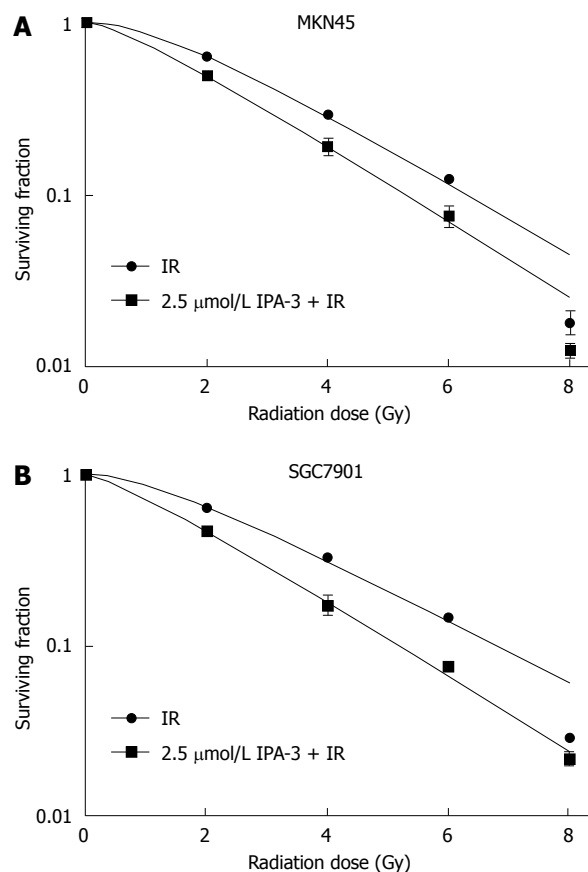 A
MKN45
1
0.1
0.01
Surviving fraction
IR
2.5 μmol/L IPA-3 + IR
0 2 4 6 8
Radiation dose (Gy)
B
SGC7901
1
0.1
0.01
Surviving fraction
IR
2.5 μmol/L IPA-3 + IR
0 2 4 6 8
Radiation dose (Gy)